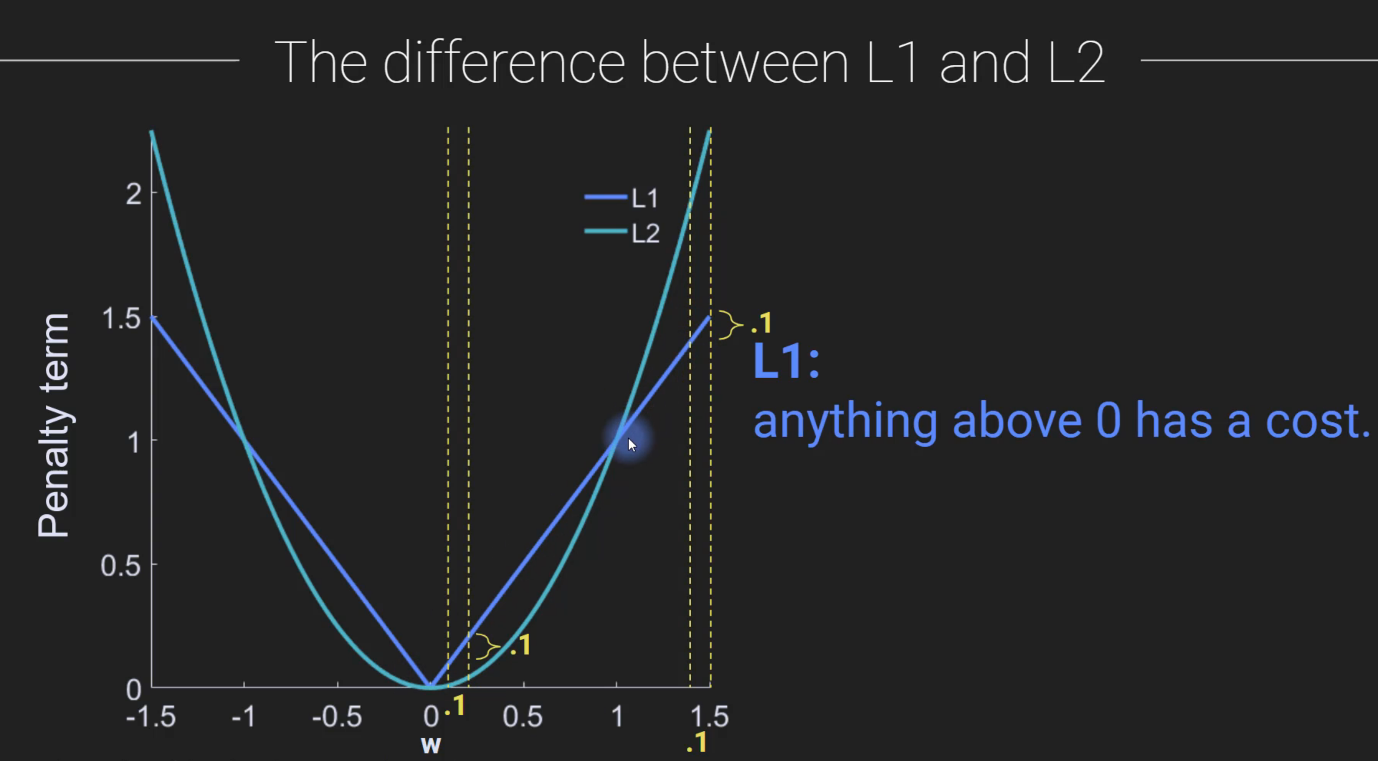 The difference between L1 and L2
L1
L2
2
1.5
1
0.5
0
Penalty term
-1.5
-1
-0.5
0
0.5
1
1.5
w
.1
.1
.1
.1
L1:
anything above 0 has a cost.